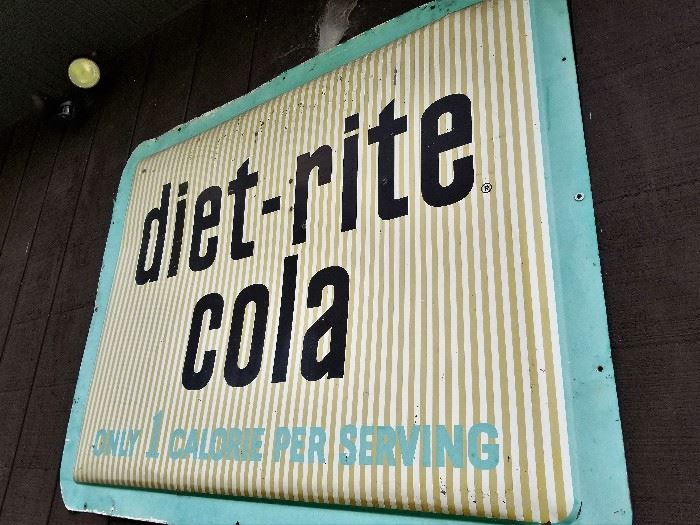 diet-rite®
cola
ONLY 1 CALORIE PER SERVING